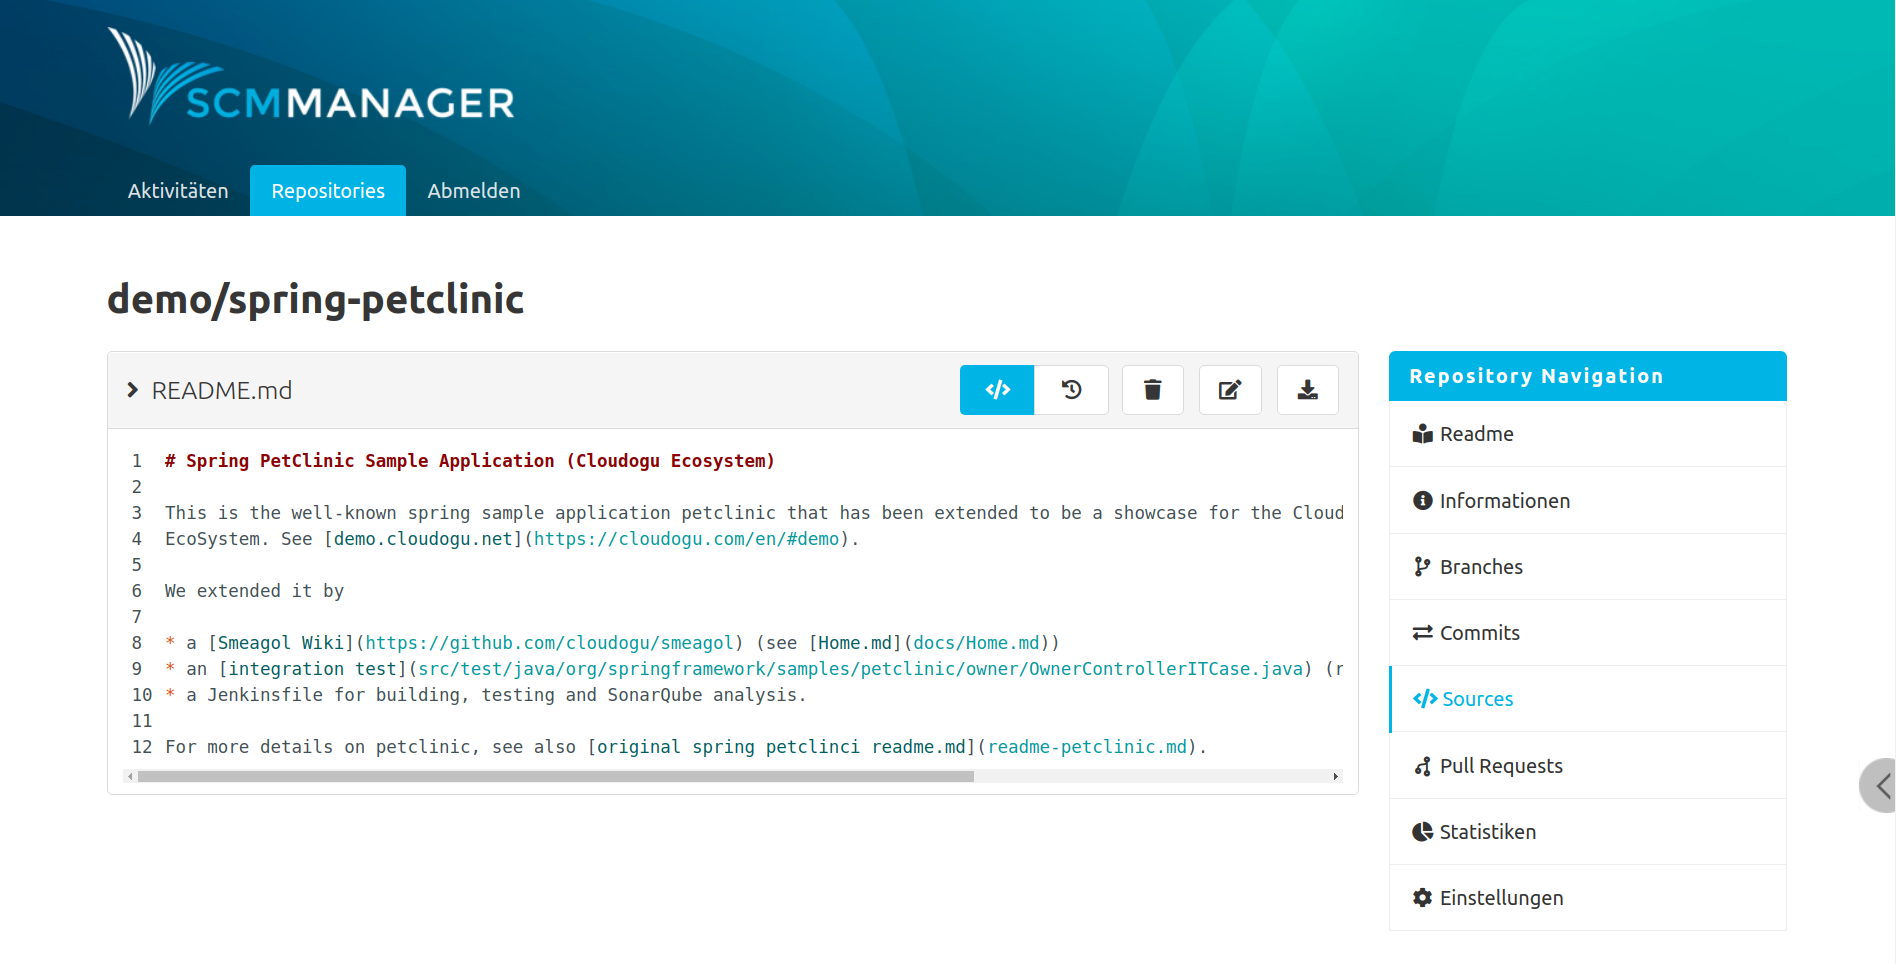 SCMMANAGER
Aktivitäten Repositories Abmelden
demo/spring-petclinic
README.md
1 # Spring PetClinic Sample Application (Cloudogu Ecosystem)
2
3 This is the well-known spring sample application petclinic that has been extended to be a showcase for the Cloud
4 EcoSystem. See [demo.cloudogu.net](https://cloudogu.com/en/#demo).
5
6 We extended it by
7
8 * a [Smeagol Wiki](https://github.com/cloudogu/smeagol) (see [Home.md](docs/Home.md))
9 * an [integration test](src/test/java/org/springframework/samples/petclinic/owner/OwnerControllerITCase.java) (r
10 * a Jenkinsfile for building, testing and SonarQube analysis.
11
12 For more details on petclinic, see also [original spring petclinci readme.md](readme-petclinic.md).
Repository Navigation
Readme
Informationen
Branches
Commits
Sources
Pull Requests
Statistiken
Einstellungen